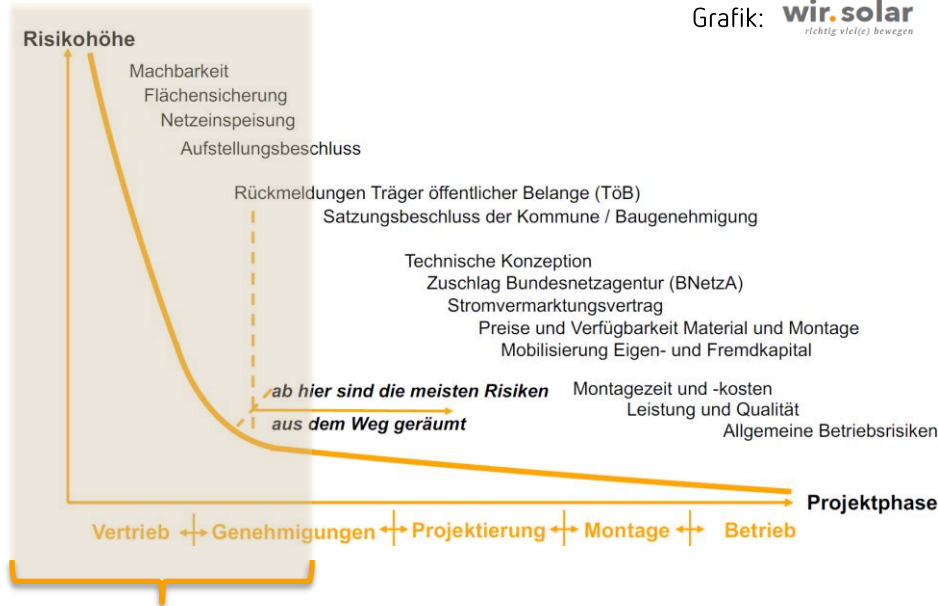 Grafik: wir.solar
richtig viel(e) bewegen
Risikohöhe
Machbarkeit
Flächensicherung
Netzeinspeisung
Aufstellungsbeschluss
Rückmeldungen Träger öffentlicher Belange (TöB)
Satzungsbeschluss der Kommune / Baugenehmigung
Technische Konzeption
Zuschlag Bundesnetzagentur (BNetzA)
Stromvermarktungsvertrag
Preise und Verfügbarkeit Material und Montage
Mobilisierung Eigen- und Fremdkapital
ab hier sind die meisten Risiken
aus dem Weg geräumt
Montagezeit und -kosten
Leistung und Qualität
Allgemeine Betriebsrisiken
Projektphase
Vertrieb Genehmigungen Projektierung Montage Betrieb